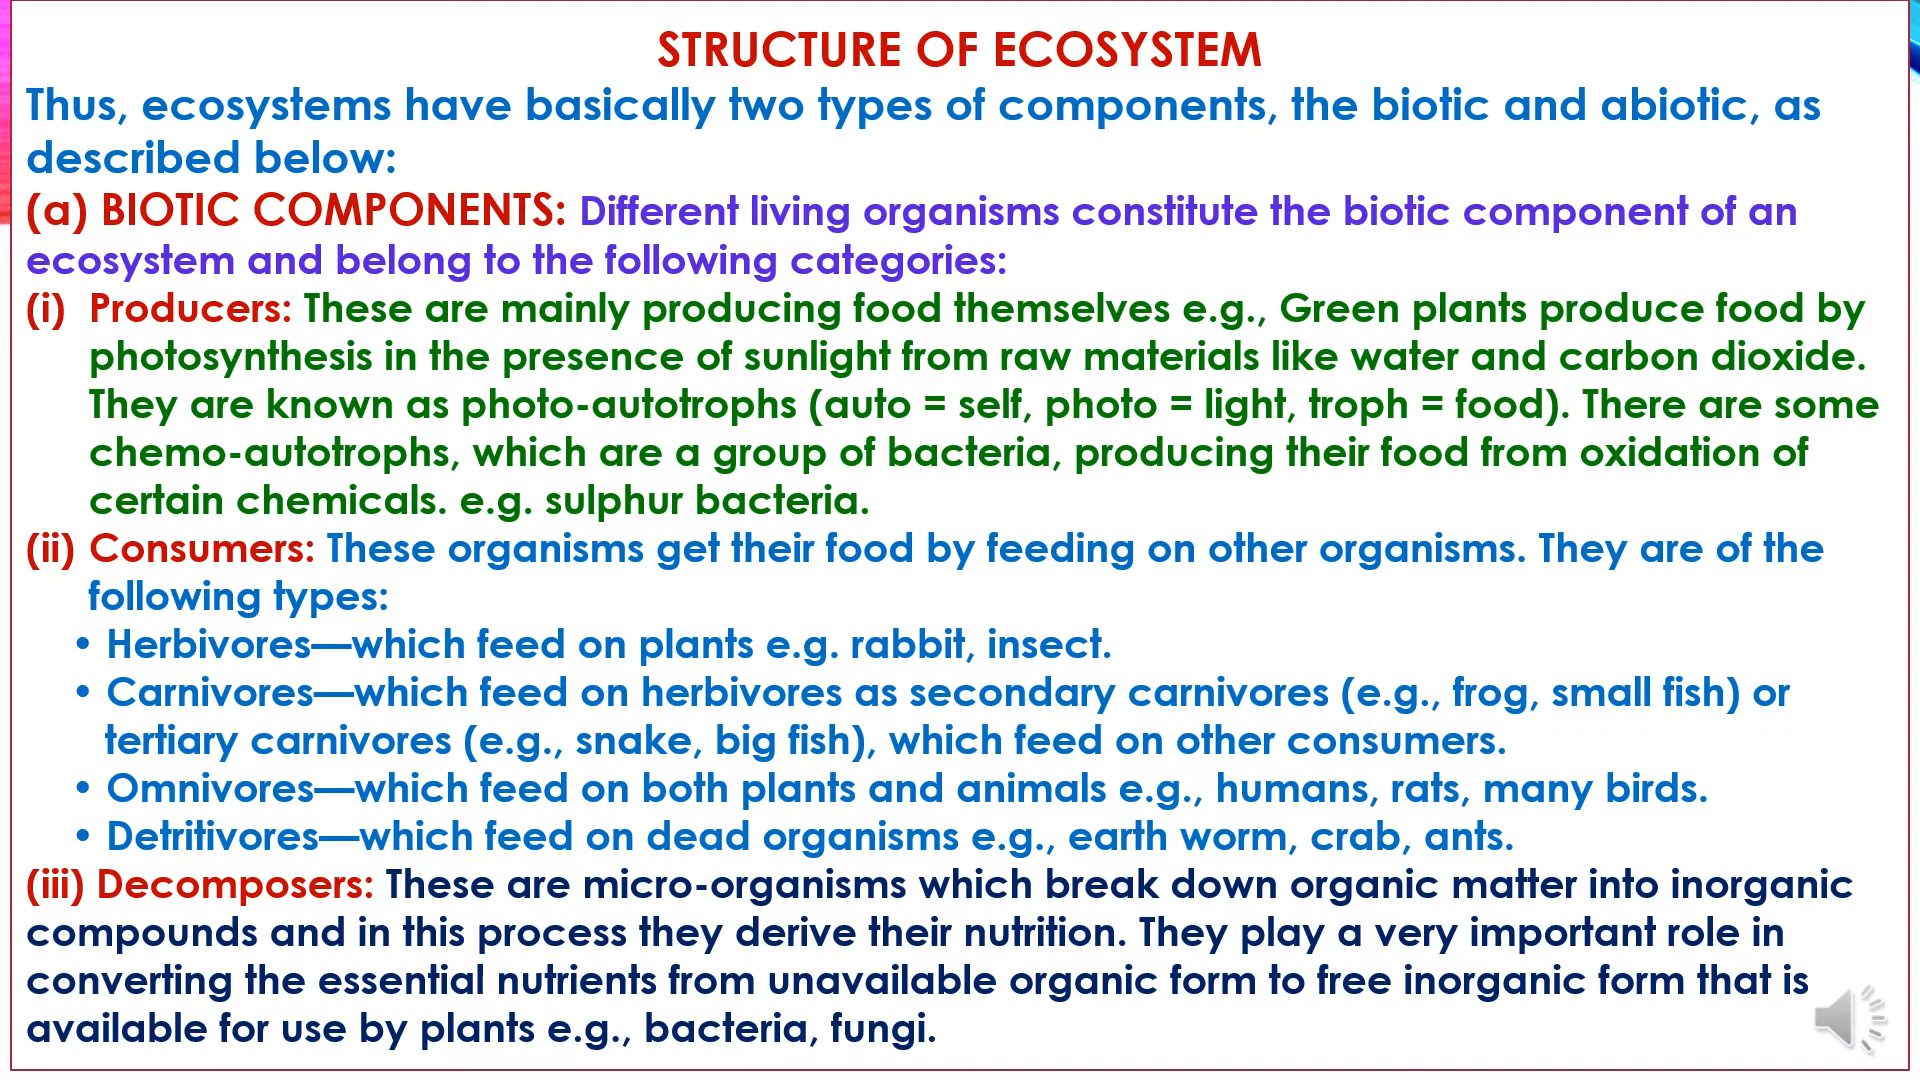 STRUCTURE OF ECOSYSTEM
Thus, ecosystems have basically two types of components, the biotic and abiotic, as
described below:
(a) BIOTIC COMPONENTS: Different living organisms constitute the biotic component of an
ecosystem and belong to the following categories:
(i) Producers: These are mainly producing food themselves e.g., Green plants produce food by
photosynthesis in the presence of sunlight from raw materials like water and carbon dioxide.
They are known as photo-autotrophs (auto = self, photo = light, troph = food). There are some
chemo-autotrophs, which are a group of bacteria, producing their food from oxidation of
certain chemicals. e.g. sulphur bacteria.
(ii) Consumers: These organisms get their food by feeding on other organisms. They are of the
following types:
• Herbivores—which feed on plants e.g. rabbit, insect.
• Carnivores—which feed on herbivores as secondary carnivores (e.g., frog, small fish) or
tertiary carnivores (e.g., snake, big fish), which feed on other consumers.
• Omnivores—which feed on both plants and animals e.g., humans, rats, many birds.
• Detritivores—which feed on dead organisms e.g., earth worm, crab, ants.
(iii) Decomposers: These are micro-organisms which break down organic matter into inorganic
compounds and in this process they derive their nutrition. They play a very important role in
converting the essential nutrients from unavailable organic form to free inorganic form that is
available for use by plants e.g., bacteria, fungi.